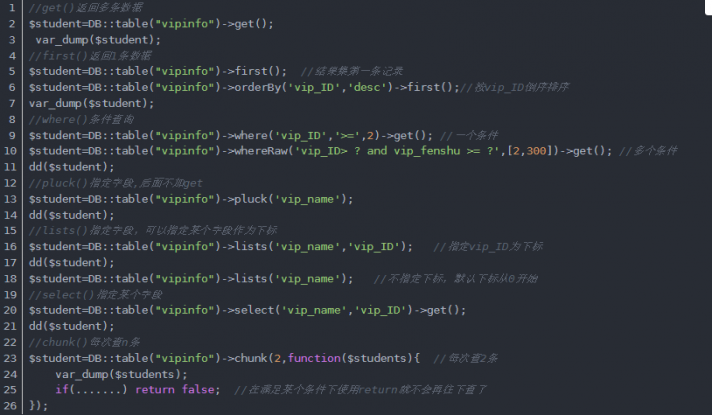 1 //get()返回多条数据
2 $student=DB::table("vipinfo")->get();
3 var_dump($student);
4 //first()返回1条数据
5 $student=DB::table("vipinfo")->first(); //结果集第一条记录
6 $student=DB::table("vipinfo")->orderBy('vip_ID','desc')->first();//按vip_ID倒序排序
7 var_dump($student);
8 //where()条件查询
9 $student=DB::table("vipinfo")->where('vip_ID','>=',2)->get(); //一个条件
10 $student=DB::table("vipinfo")->whereRaw('vip_ID> ? and vip_fenshu >= ?',[2,300])->get(); //多个条件
11 dd($student);
12 //pluck()指定字段,后面不加get
13 $student=DB::table("vipinfo")->pluck('vip_name');
14 dd($student);
15 //lists()指定字段，可以指定某个字段作为下标
16 $student=DB::table("vipinfo")->lists('vip_name','vip_ID'); //指定vip_ID为下标
17 dd($student);
18 $student=DB::table("vipinfo")->lists('vip_name'); //不指定下标，默认下标从0开始
19 //select()指定某个字段
20 $student=DB::table("vipinfo")->select('vip_name','vip_ID')->get();
21 dd($student);
22 //chunk()每次查n条
23 $student=DB::table("vipinfo")->chunk(2,function($students){ //每次查2条
24 var_dump($students);
25 if(.......) return false; //在满足某个条件下使用return就不会再往下查了
26 });